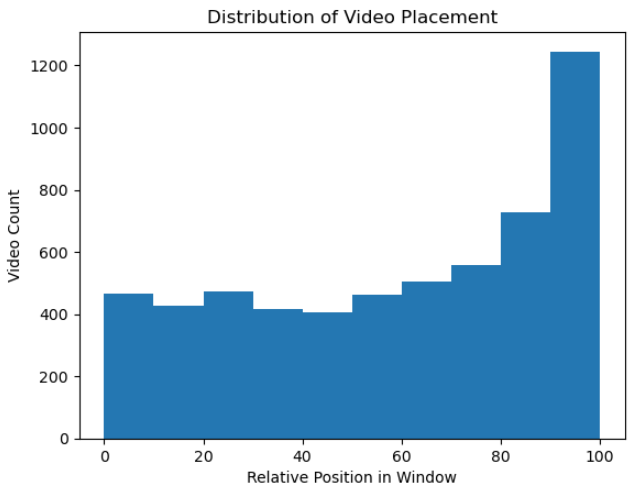 Distribution of Video Placement
1200
1000
800
600
400
200
0
Video Count
0 20 40 60 80 100
Relative Position in Window